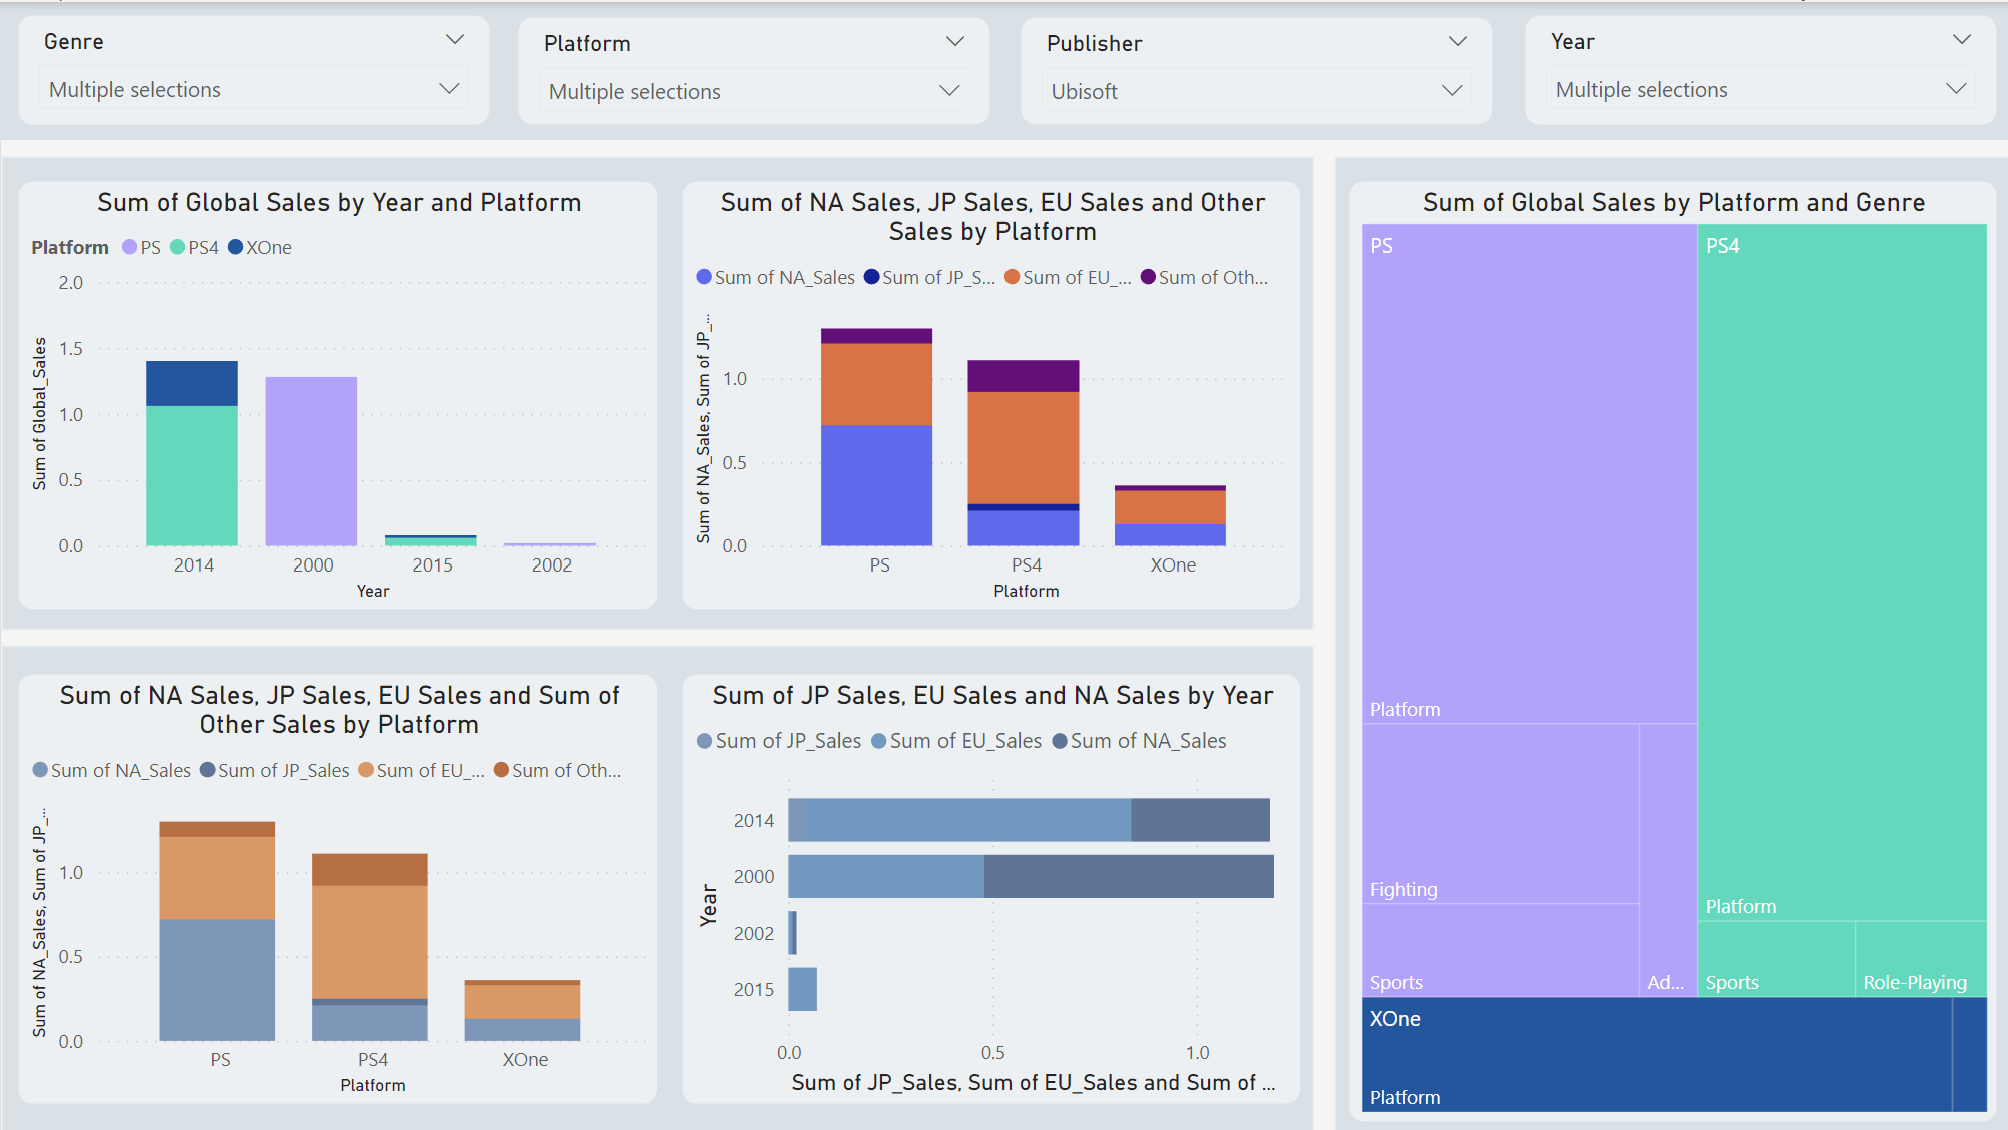 Genre
Multiple selections
Platform
Multiple selections
Publisher
Ubisoft
Year
Multiple selections
Sum of Global Sales by Year and Platform
Platform PS PS4 XOne
Sum of Global_Sales
2.0
1.5
1.0
0.5
0.0
2014 2000 2015 2002
Year
Sum of NA Sales, JP Sales, EU Sales and Other
Sales by Platform
Sum of NA_Sales Sum of JP_S... Sum of EU_... Sum of Oth...
Sum of NA_Sales, Sum of JP_...
1.0
0.5
0.0
PS PS4 XOne
Platform
Sum of NA Sales, JP Sales, EU Sales and Sum of
Other Sales by Platform
Sum of NA_Sales Sum of JP_Sales Sum of EU_... Sum of Oth...
Sum of NA_Sales, Sum of JP_...
1.0
0.5
0.0
PS PS4 XOne
Platform
Sum of JP Sales, EU Sales and NA Sales by Year
Sum of JP_Sales Sum of EU_Sales Sum of NA_Sales
Year
2014
2000
2002
2015
0.0 0.5 1.0
Sum of JP_Sales, Sum of EU_Sales and Sum of ...
Sum of Global Sales by Platform and Genre
PS
Platform
Fighting
Sports
Ad...
PS4
Platform
Sports
Role-Playing
XOne
Platform